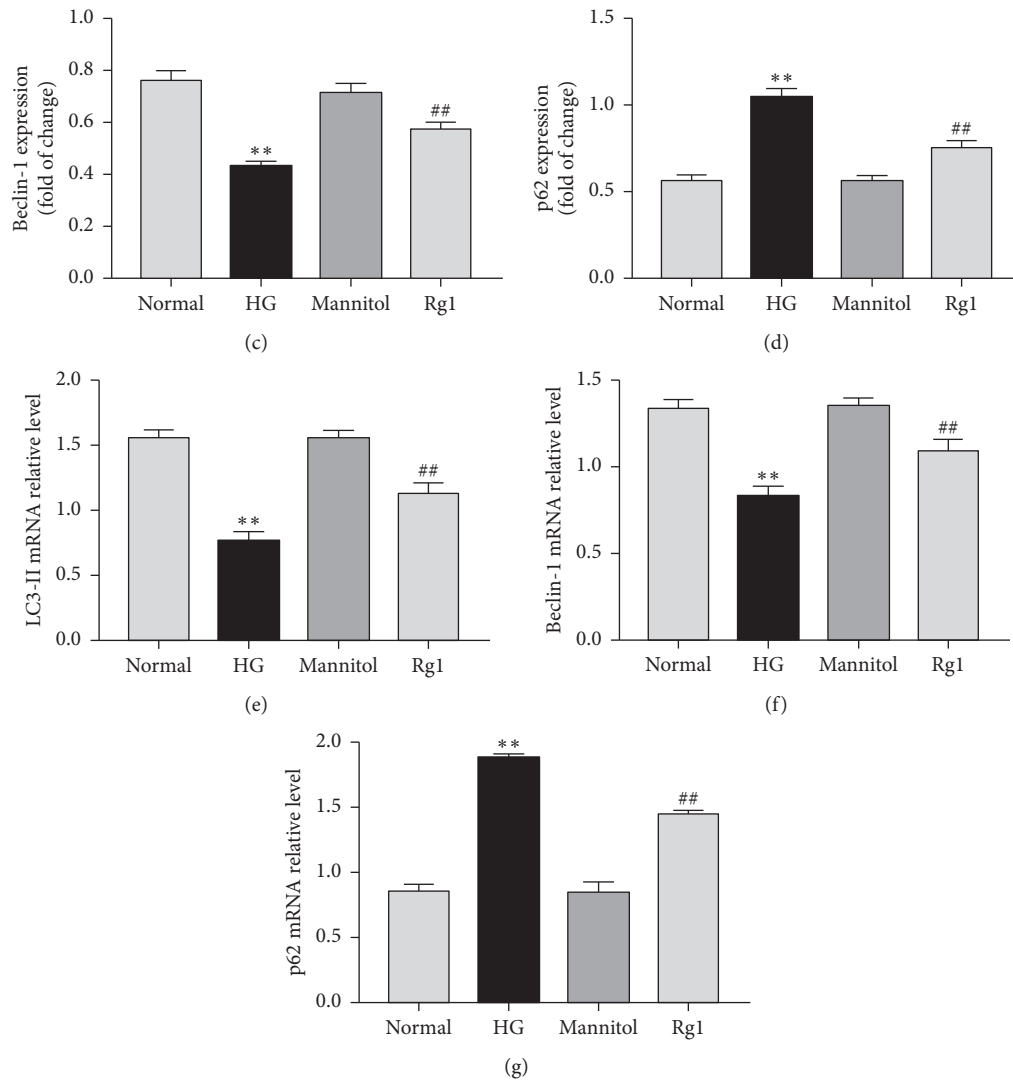 Beclin-1 expression
(fold of change)
1.0
0.8
0.6
0.4
0.2
0.0
**
##
Normal HG Mannitol Rg1
(c)
p62 expression
(fold of change)
1.5
1.0
0.5
0.0
**
##
Normal HG Mannitol Rg1
(d)
LC3-II mRNA relative level
2.0
1.5
1.0
0.5
0.0
**
##
Normal HG Mannitol Rg1
(e)
Beclin-1 mRNA relative level
1.5
1.0
0.5
0.0
**
##
Normal HG Mannitol Rg1
(f)
p62 mRNA relative level
2.0
1.5
1.0
0.5
0.0
**
##
Normal HG Mannitol Rg1
(g)